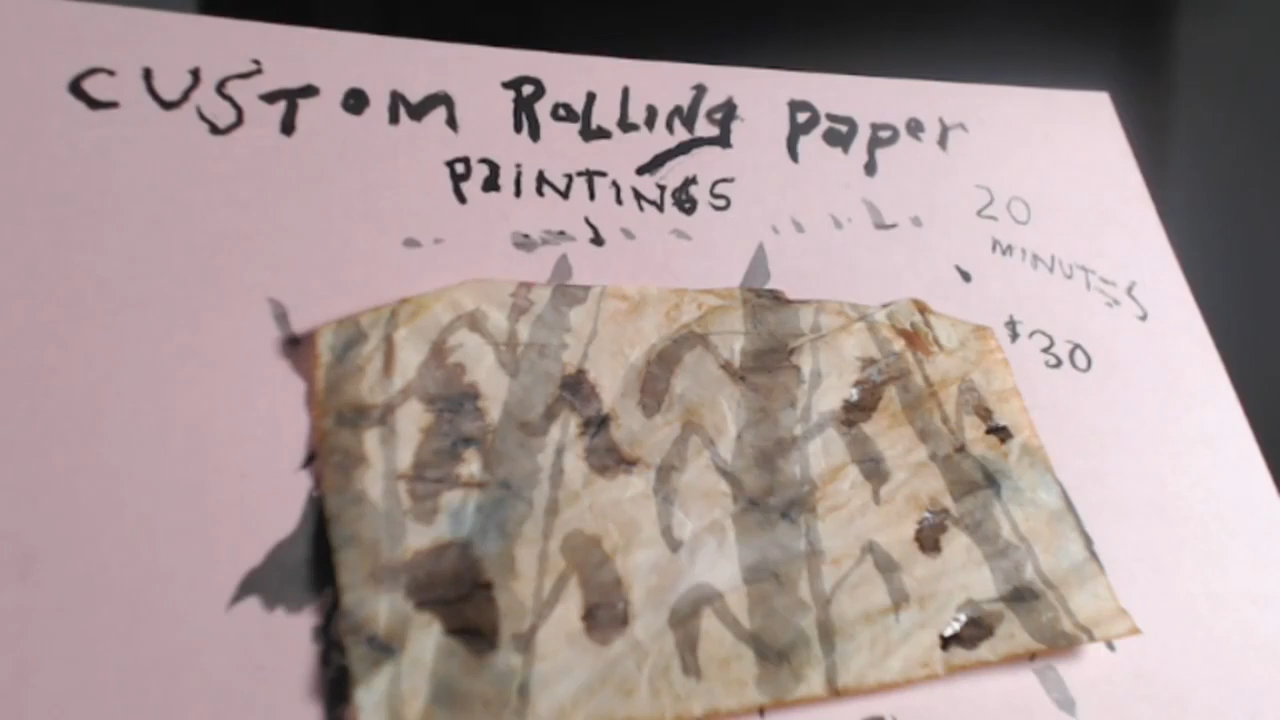 CUSTOM ROLLING PAPER
PAINTINGS
20
MINUTES
$30